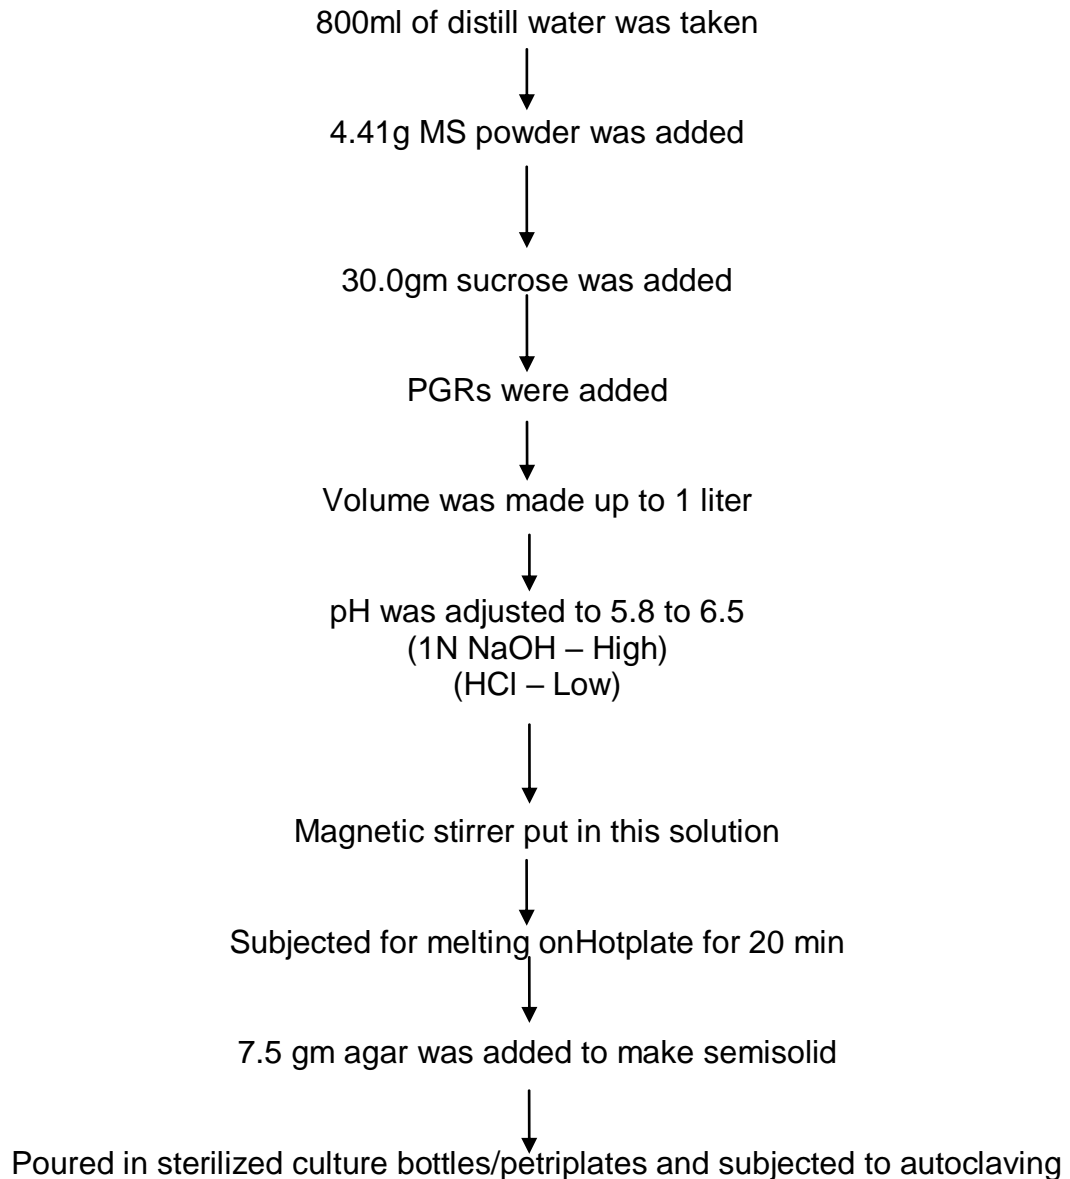 800ml of distill water was taken
4.41g MS powder was added
30.0gm sucrose was added
PGRs were added
Volume was made up to 1 liter
pH was adjusted to 5.8 to 6.5
(1N NaOH – High)
(HCl – Low)
Magnetic stirrer put in this solution
Subjected for melting onHotplate for 20 min
7.5 gm agar was added to make semisolid
Poured in sterilized culture bottles/petriplates and subjected to autoclaving